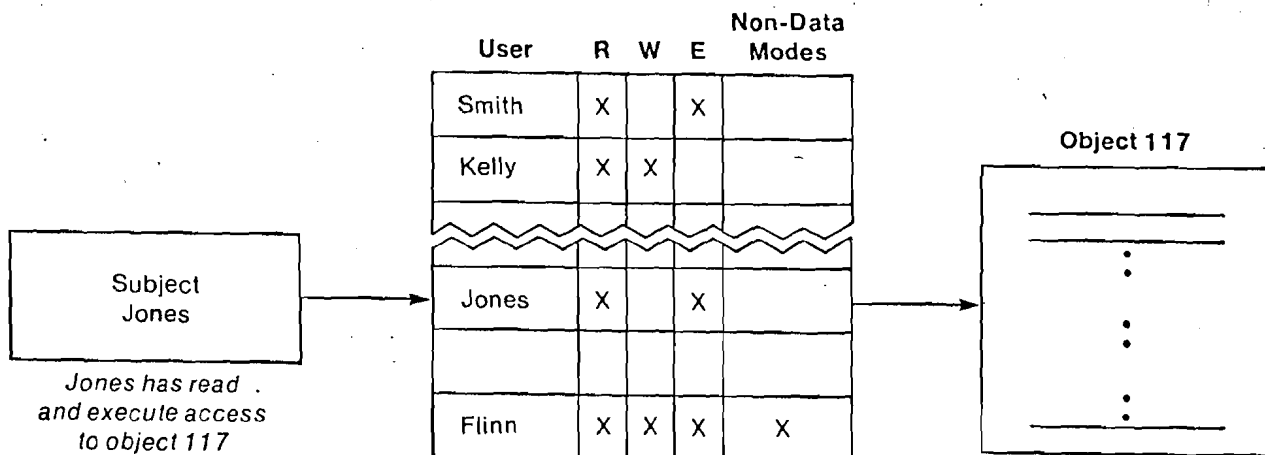 User R W E Non-Data Modes
Smith X X
Kelly X X
Jones X X
Flinn X X X X
Subject
Jones
Jones has read
and execute access
to object 117
Object 117